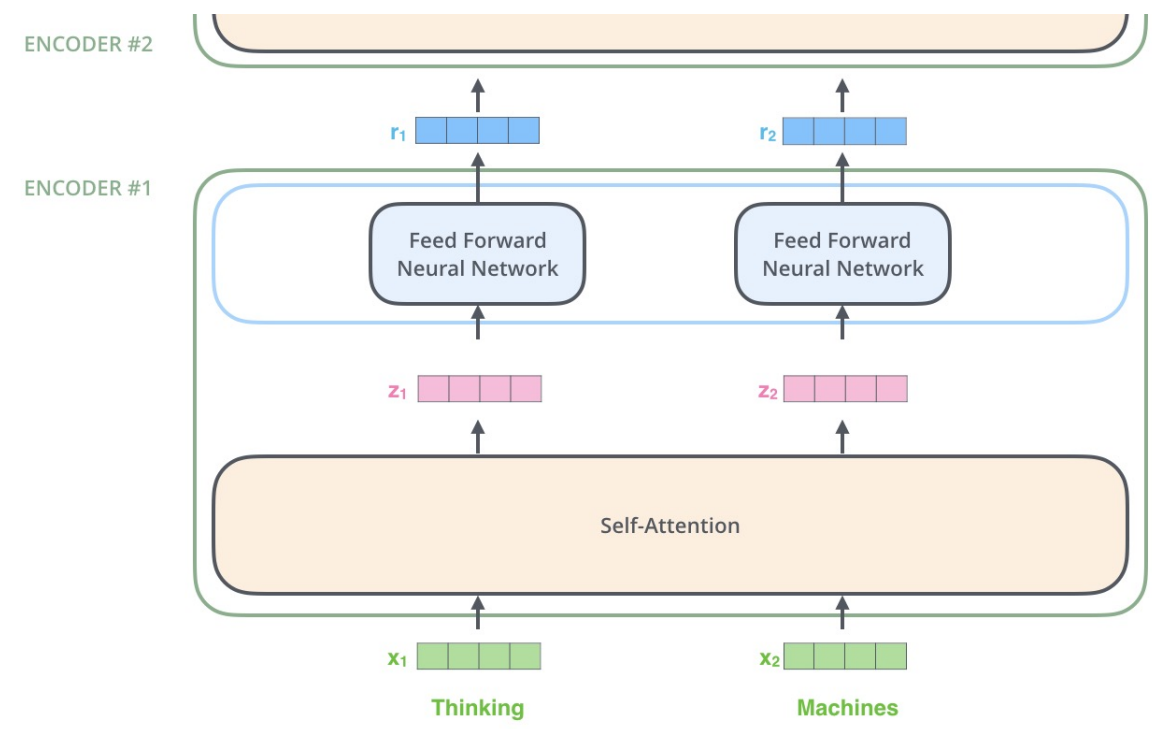 ENCODER #2
r₁
r₂
ENCODER #1
Feed Forward
Neural Network
Feed Forward
Neural Network
z₁
z₂
Self-Attention
x₁
x₂
Thinking
Machines